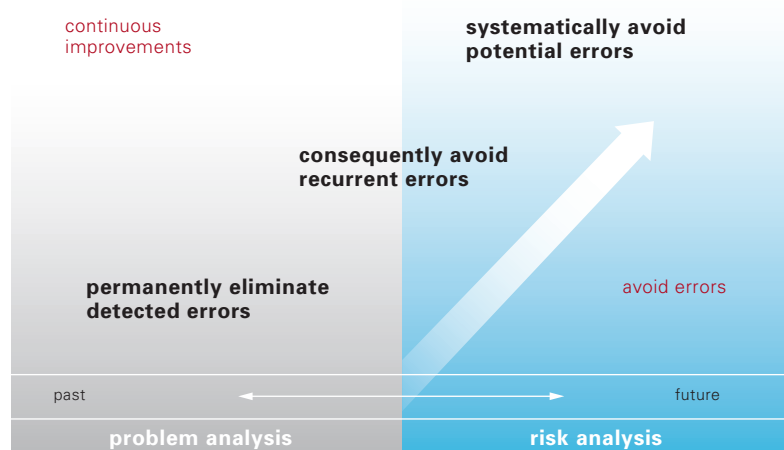 continuous
improvements
systematically avoid
potential errors
consequently avoid
recurrent errors
permanently eliminate
detected errors
avoid errors
past
future
problem analysis
risk analysis